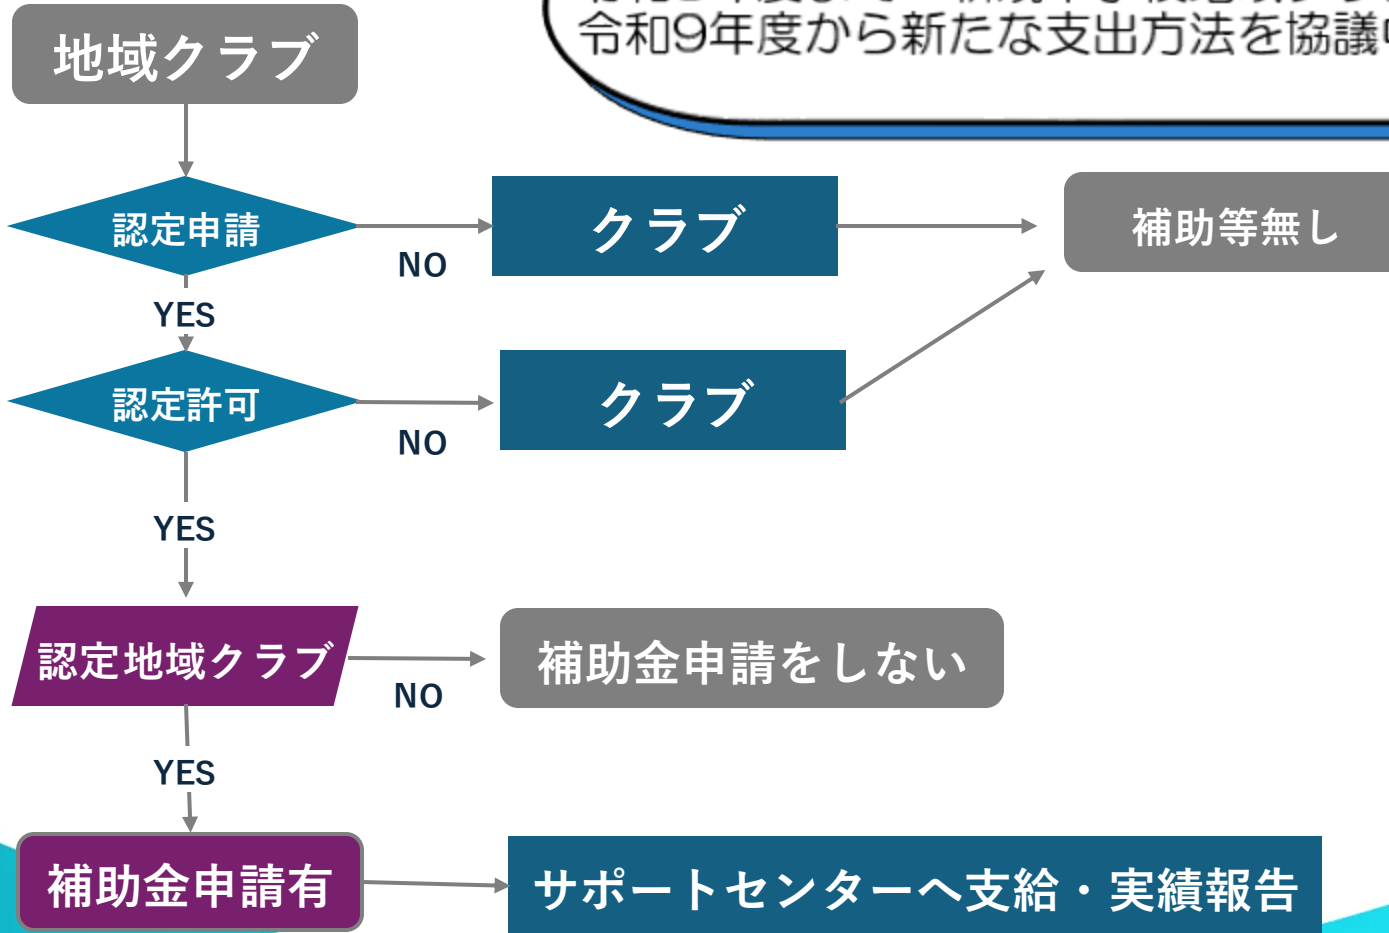 令和9年度から新たな支出方法を協議
地域クラブ
認定申請
NO
クラブ
補助等無し
YES
認定許可
NO
クラブ
YES
認定地域クラブ
NO
補助金申請をしない
YES
補助金申請有
サポートセンターへ支給・実績報告